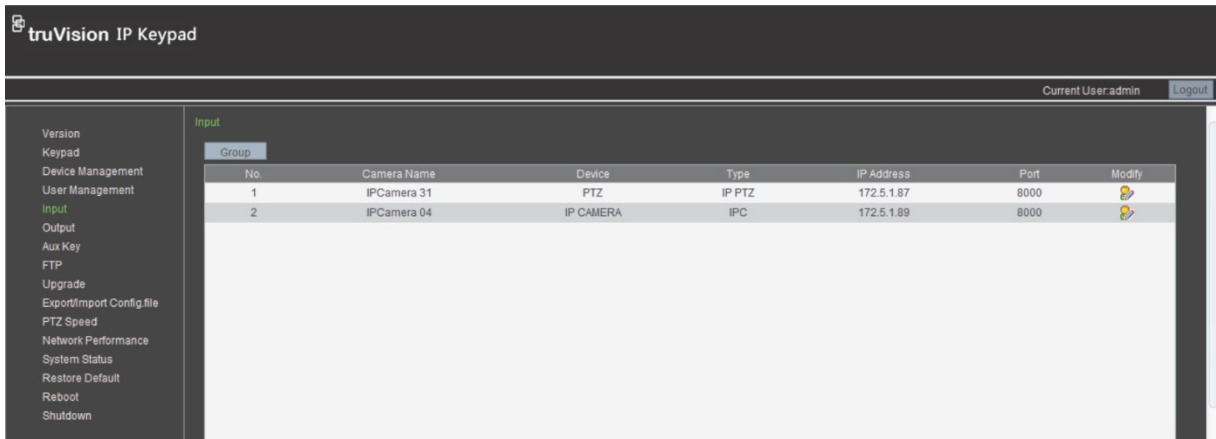 truVision IP Keypad
Current User:admin Logout
Version
Keypad
Device Management
User Management
Input
Output
Aux Key
FTP
Upgrade
Export/Import Config.file
PTZ Speed
Network Performance
System Status
Restore Default
Reboot
Shutdown
Input
Group
No. Camera Name Device Type IP Address Port Modify
1 IPCamera 31 PTZ IP PTZ 172.5.1.87 8000
2 IPCamera 04 IP CAMERA IPC 172.5.1.89 8000